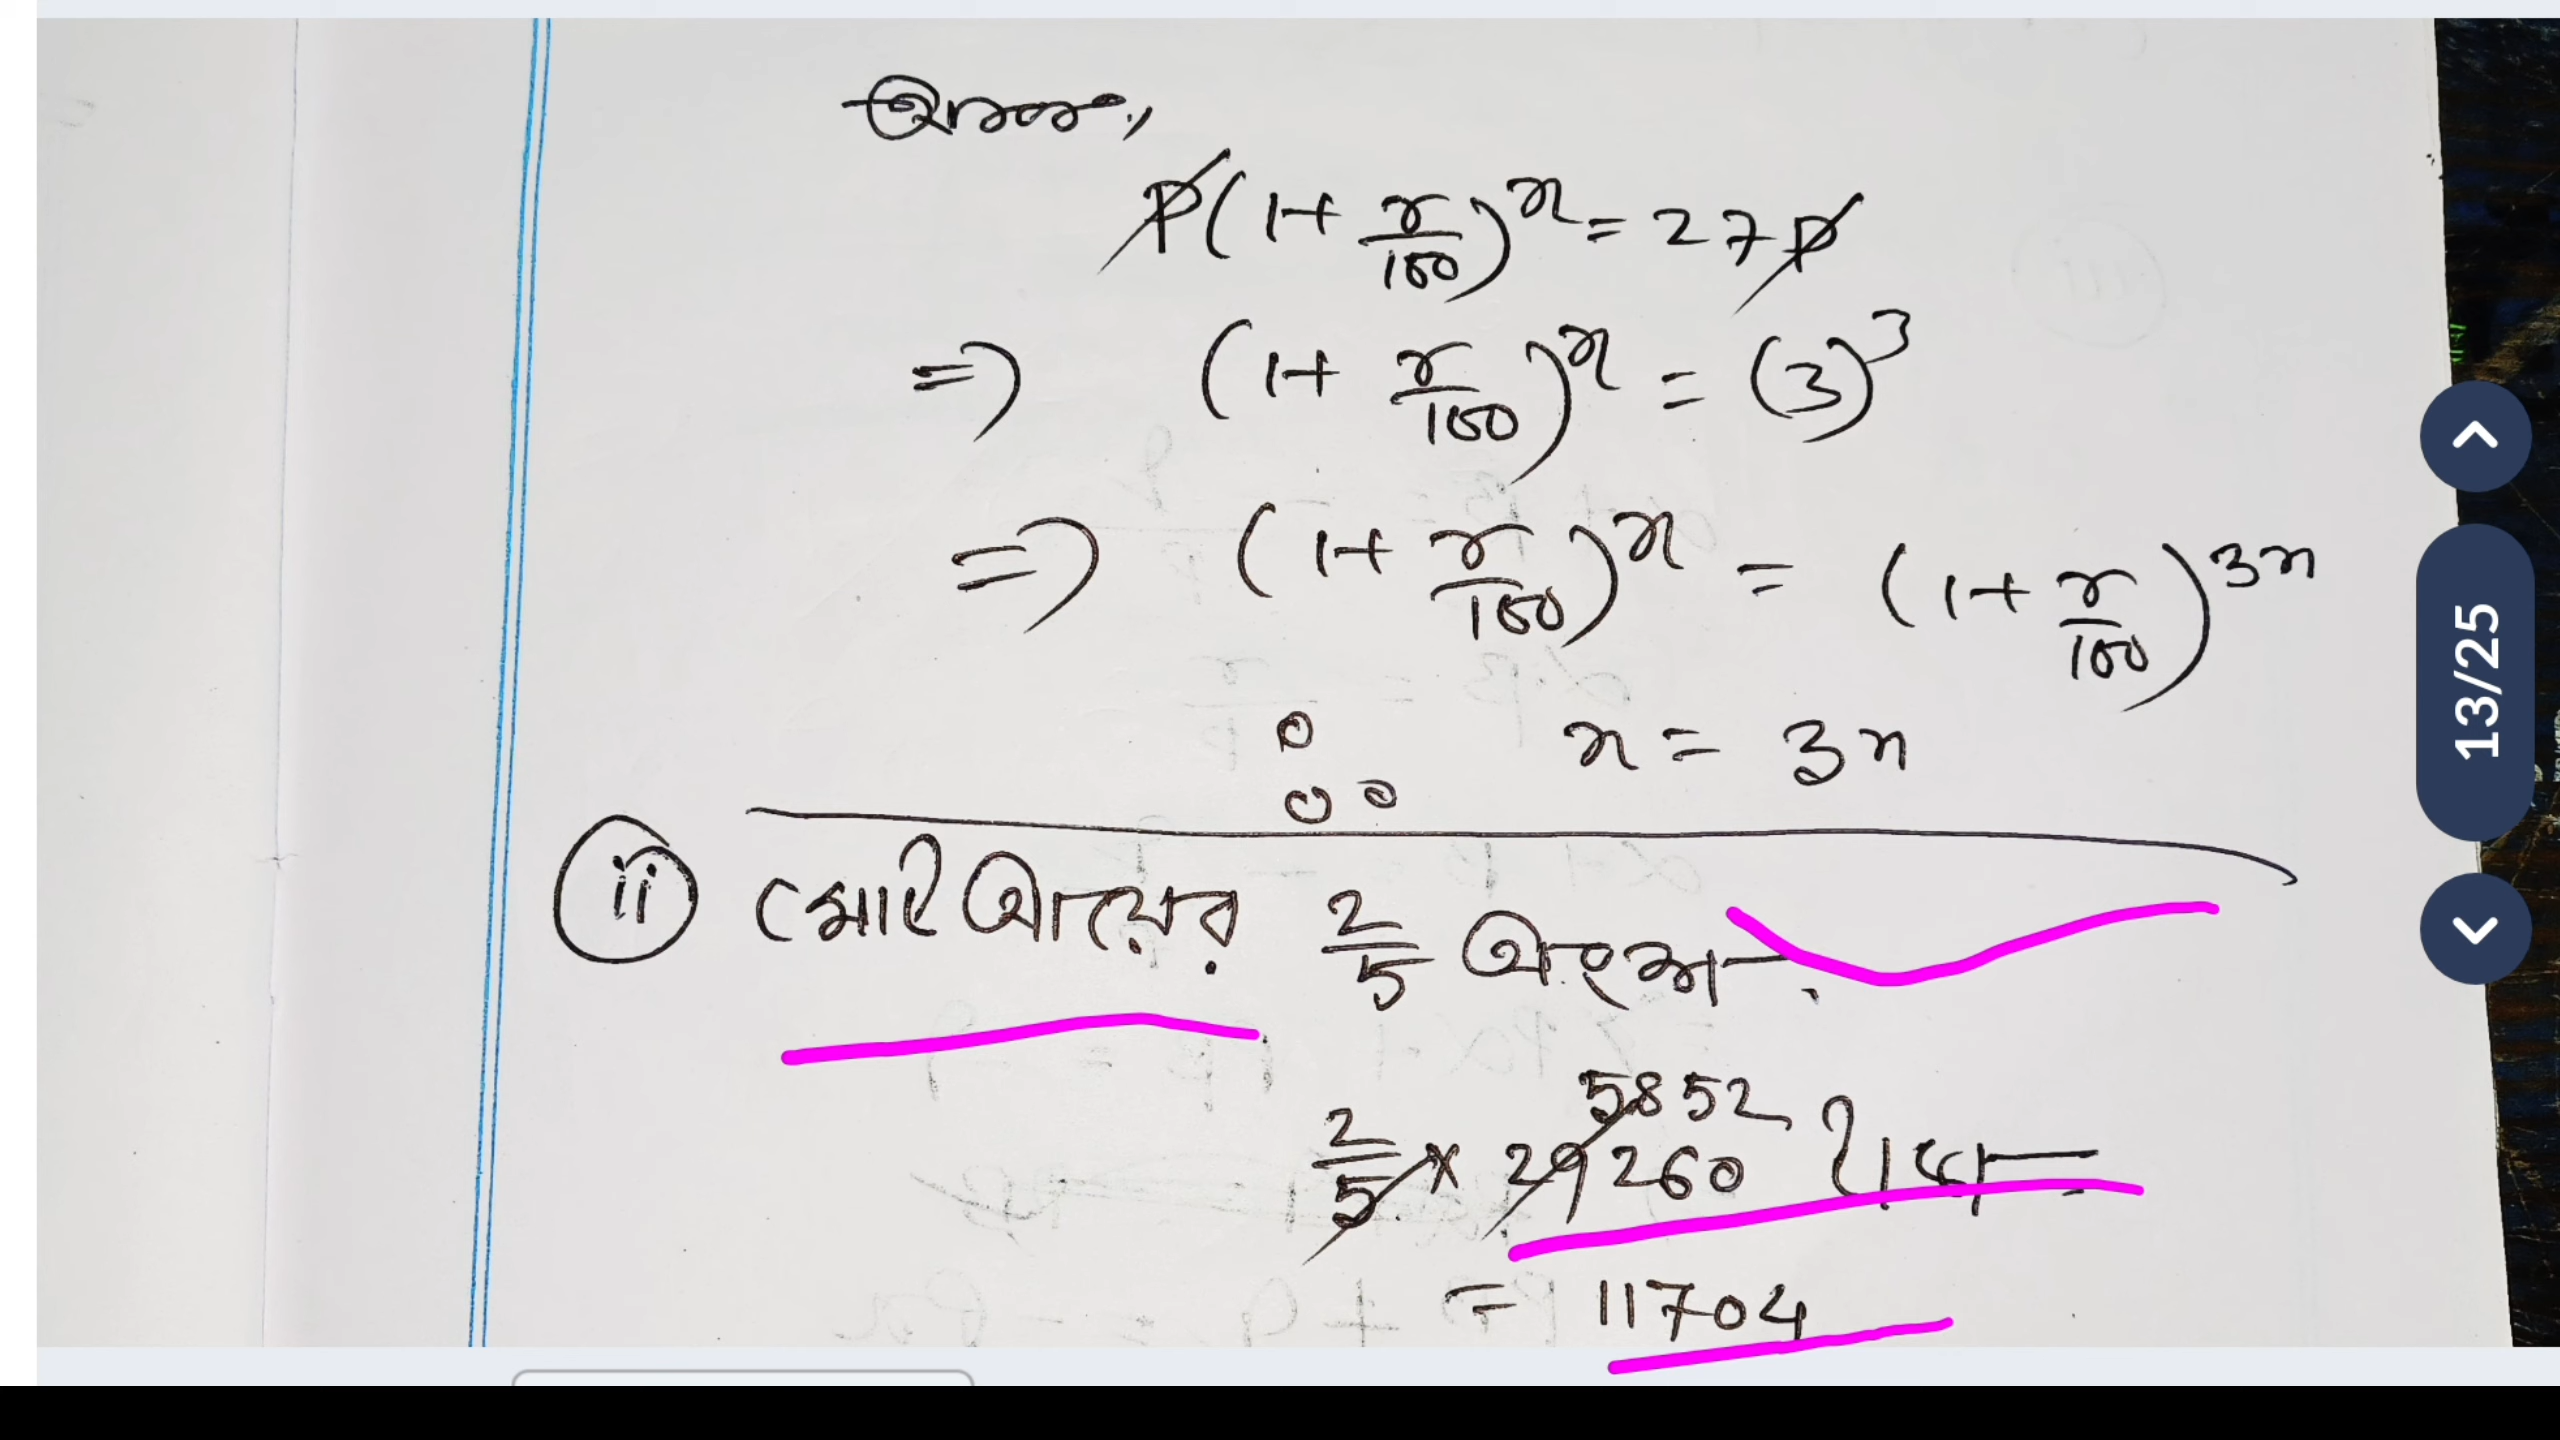 আবার,
P(1+ r/100)^x = 27P
=> (1+ r/100)^x = (3)^3
=> (1+ r/100)^x = (1+ r/100)^3n
∴ x = 3n
(ii) মোট আয়ের 2/5 অংশ
5852
2/5 × 29260 টাকা
= 11704
13/25